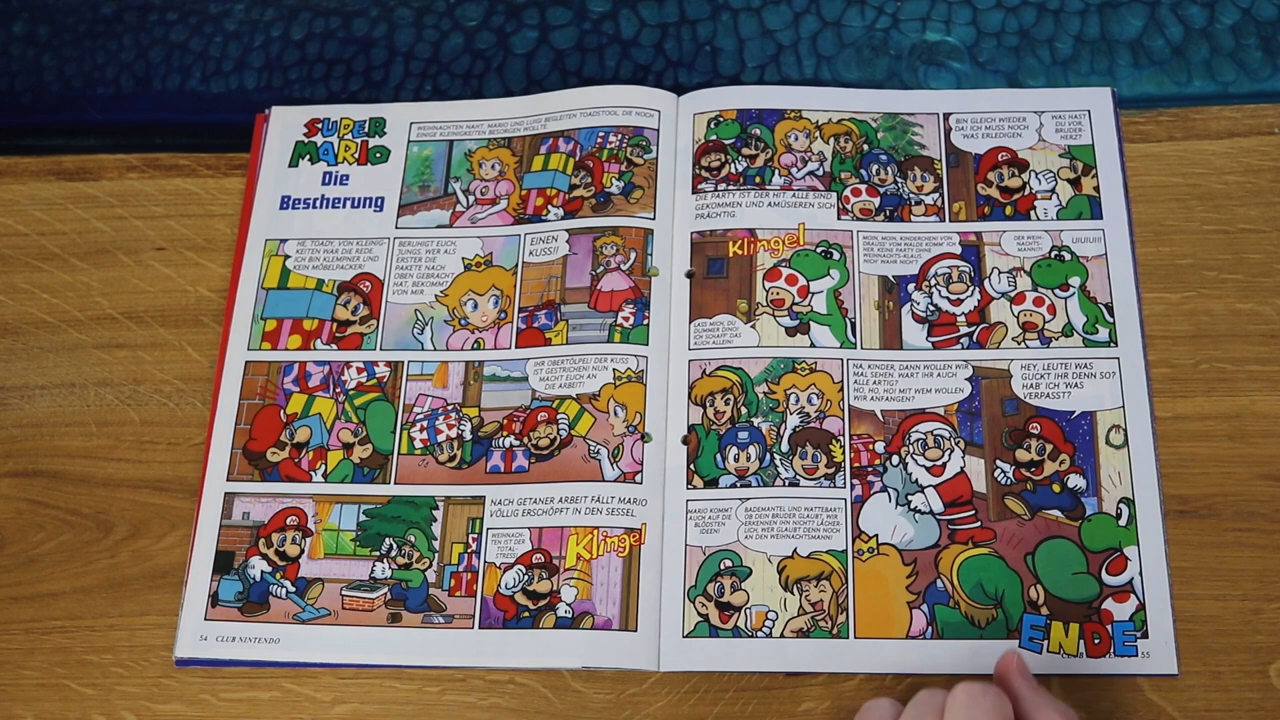 SUPER
MARIO
Die
Bescherung
WEIHNACHTEN NAHT: MARIO UND LUIGI BEGLEITEN TOADSTOOL, DIE NOCH
EINIGE KLEINIGKEITEN BESORGEN WOLLTE.
HE, TOADY, VON KLEINIG-
KEITEN WAR DIE REDE.
ICH BIN KLEMPNER UND
KEIN MÖBELPACKER!
BERUHIGT EUCH,
JUNGS. WER ALS
ERSTER DIE
PAKETE NACH
OBEN GEBRACHT
HAT, BEKOMMT
VON MIR...
EINEN
KUSS!!
IHR OBERTÖLPEL! DER KUSS
IST GESTRICHEN! NUN
MACHT EUCH AN
DIE ARBEIT!
NACH GETANER ARBEIT FÄLLT MARIO
VÖLLIG ERSCHÖPFT IN DEN SESSEL.
WEIHNACH-
TEN IST DER
TOTAL-
STRESS!
Klingel
54 CLUB NINTENDO
DIE PARTY IST DER HIT. ALLE SIND
GEKOMMEN UND AMÜSIEREN SICH
PRÄCHTIG.
BIN GLEICH WIEDER
DA! ICH MUSS NOCH
'WAS ERLEDIGEN.
WAS HAST
DU VOR,
BRUDER-
HERZ?
Klingel
LASS MICH, DU
DUMMER DINO!
ICH SCHAFF' DAS
AUCH ALLEIN!
MOIN, MOIN, KINDERCHEN! VON
DRAUSS' VOM WALDE KOMM' ICH
HER. KEINE PARTY OHNE
WEIHNACHTS-KLAUS.
NICH' WAHR NICH'?
DER WEIH-
NACHTS-
MANN?!
UIUIUI!!
NA, KINDER, DANN WOLLEN WIR
MAL SEHEN. WART IHR AUCH
ALLE ARTIG?
HO, HO, HO! MIT WEM WOLLEN
WIR ANFANGEN?
HEY, LEUTE! WAS
GUCKT IHR DENN SO?
HAB' ICH 'WAS
VERPASST?
MARIO KOMMT
AUCH AUF DIE
BLÖDSTEN
IDEEN!
BADEMANTEL UND WATTEBART!
OB DEIN BRUDER GLAUBT, WIR
ERKENNEN IHN NICHT? LÄCHER-
LICH, WER GLAUBT DENN NOCH
AN DEN WEIHNACHTSMANN!
ENDE
55